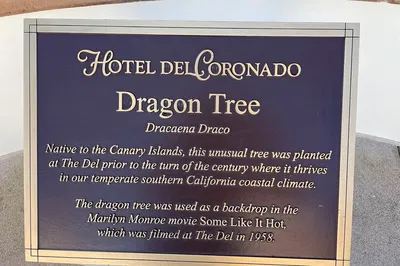 Hotel del Coronado
Dragon Tree
Dracaena Draco
Native to the Canary Islands, this unusual tree was planted
at The Del prior to the turn of the century where it thrives
in our temperate southern California coastal climate.
The dragon tree was used as a backdrop in the
Marilyn Monroe movie Some Like It Hot,
which was filmed at The Del in 1958.